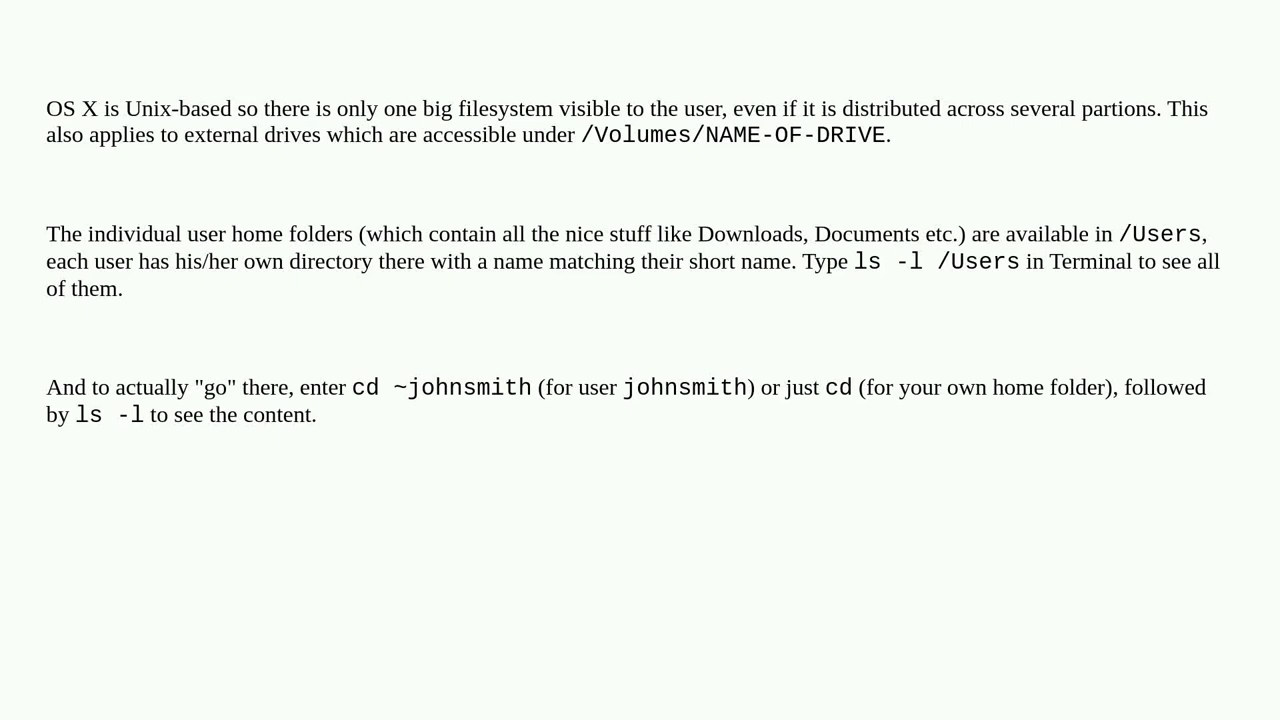 OS X is Unix-based so there is only one big filesystem visible to the user, even if it is distributed across several partions. This
also applies to external drives which are accessible under /Volumes/NAME-OF-DRIVE.
The individual user home folders (which contain all the nice stuff like Downloads, Documents etc.) are available in /Users,
each user has his/her own directory there with a name matching their short name. Type ls -l /Users in Terminal to see all
of them.
And to actually "go" there, enter cd ~johnsmith (for user johnsmith) or just cd (for your own home folder), followed
by ls -l to see the content.